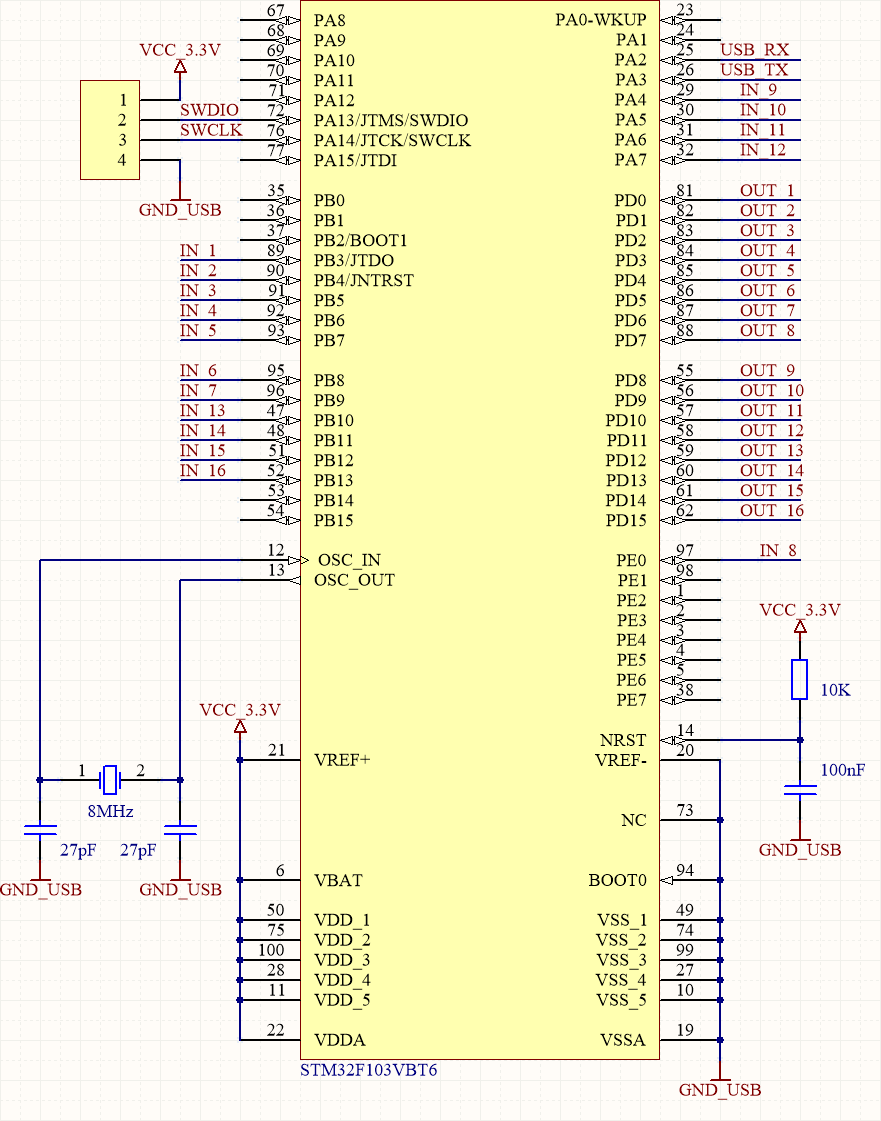 67 PA8 PA0-WKUP 23
68 PA9 PA1 24
VCC_3.3V 69 PA10 PA2 25 USB_RX
70 PA11 PA3 26 USB_TX
1 71 PA12 PA4 29 IN_9
2 SWDIO 72 PA13/JTMS/SWDIO PA5 30 IN_10
3 SWCLK 76 PA14/JTCK/SWCLK PA6 31 IN_11
4 77 PA15/JTDI PA7 32 IN_12
GND_USB
35 PB0 PD0 81 OUT_1
36 PB1 PD1 82 OUT_2
37 PB2/BOOT1 PD2 83 OUT_3
IN_1 89 PB3/JTDO PD3 84 OUT_4
IN_2 90 PB4/JNTRST PD4 85 OUT_5
IN_3 91 PB5 PD5 86 OUT_6
IN_4 92 PB6 PD6 87 OUT_7
IN_5 93 PB7 PD7 88 OUT_8
IN_6 95 PB8 PD8 55 OUT_9
IN_7 96 PB9 PD9 56 OUT_10
IN_13 47 PB10 PD10 57 OUT_11
IN_14 48 PB11 PD11 58 OUT_12
IN_15 51 PB12 PD12 59 OUT_13
IN_16 52 PB13 PD13 60 OUT_14
53 PB14 PD14 61 OUT_15
54 PB15 PD15 62 OUT_16
12 OSC_IN PE0 97 IN_8
13 OSC_OUT PE1 98
PE2 1
PE3 2
PE4 3
PE5 4
PE6 5
PE7 38
VCC_3.3V
10K
VCC_3.3V
NRST 14
21 VREF+ VREF- 20
1 2
8MHz
100nF
27pF 27pF
NC 73
GND_USB
6 VBAT BOOT0 94
GND_USB GND_USB
50 VDD_1 VSS_1 49
75 VDD_2 VSS_2 74
100 VDD_3 VSS_3 99
28 VDD_4 VSS_4 27
11 VDD_5 VSS_5 10
22 VDDA VSSA 19
STM32F103VBT6
GND_USB